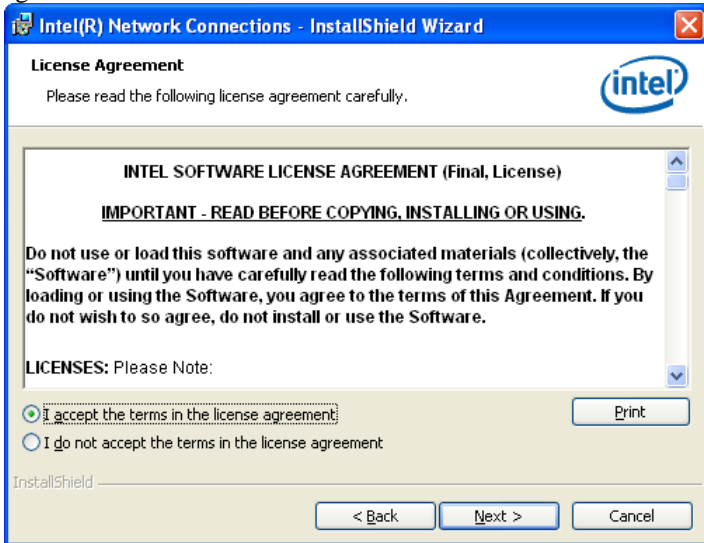 Intel(R) Network Connections - InstallShield Wizard
License Agreement
Please read the following license agreement carefully.
intel
INTEL SOFTWARE LICENSE AGREEMENT (Final, License)
IMPORTANT - READ BEFORE COPYING, INSTALLING OR USING.
Do not use or load this software and any associated materials (collectively, the
“Software”) until you have carefully read the following terms and conditions. By
loading or using the Software, you agree to the terms of this Agreement. If you
do not wish to so agree, do not install or use the Software.
LICENSES: Please Note:
I accept the terms in the license agreement
Print
I do not accept the terms in the license agreement
InstallShield
< Back
Next >
Cancel